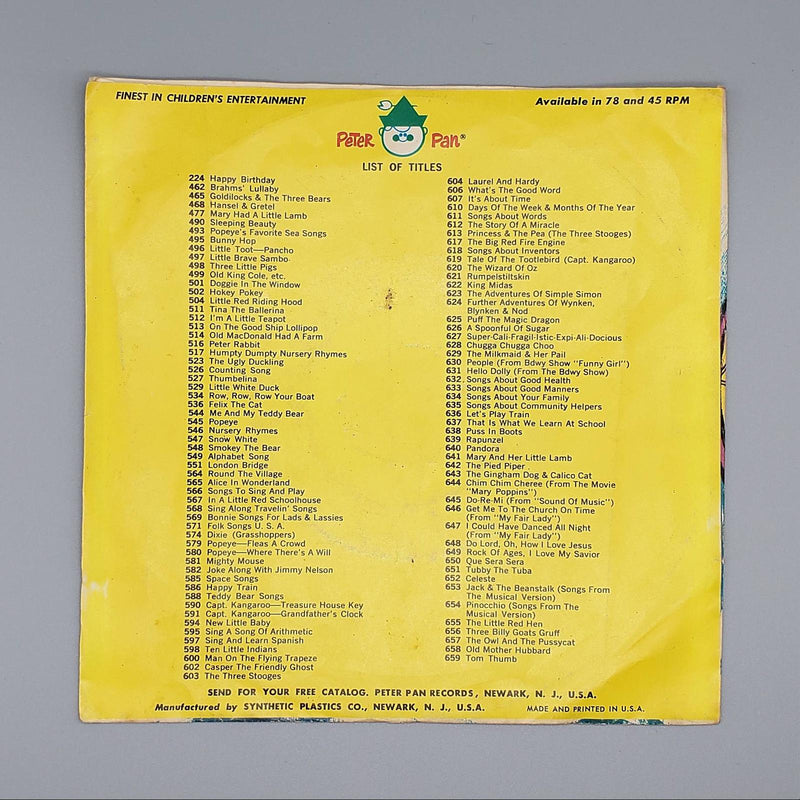 FINEST IN CHILDREN'S ENTERTAINMENT
Available in 78 and 45 RPM
PETER PAN®
LIST OF TITLES
224 Happy Birthday
462 Brahms' Lullaby
465 Goldilocks & The Three Bears
468 Hansel & Gretel
477 Mary Had A Little Lamb
490 Sleeping Beauty
493 Popeye's Favorite Sea Songs
495 Bunny Hop
496 Little Toot—Pancho
497 Little Brave Sambo
498 Three Little Pigs
499 Old King Cole, etc.
501 Doggie In The Window
502 Hokey Pokey
504 Little Red Riding Hood
511 Tina The Ballerina
512 I'm A Little Teapot
513 On The Good Ship Lollipop
514 Old MacDonald Had A Farm
516 Peter Rabbit
517 Humpty Dumpty Nursery Rhymes
523 The Ugly Duckling
526 Counting Song
527 Thumbelina
529 Little White Duck
534 Row, Row, Row Your Boat
536 Felix The Cat
544 Me And My Teddy Bear
545 Popeye
546 Nursery Rhymes
547 Snow White
548 Smokey The Bear
549 Alphabet Song
551 London Bridge
564 Round The Village
565 Alice In Wonderland
566 Songs To Sing And Play
567 In A Little Red Schoolhouse
568 Sing Along Travelin' Songs
569 Bonnie Songs For Lads & Lassies
571 Folk Songs U. S. A.
574 Dixie (Grasshoppers)
579 Popeye—Fleas A Crowd
580 Popeye—Where There's A Will
581 Mighty Mouse
582 Joke Along With Jimmy Nelson
585 Space Songs
586 Happy Train
588 Teddy Bear Songs
590 Capt. Kangaroo—Treasure House Key
591 Capt. Kangaroo—Grandfather's Clock
594 New Little Baby
595 Sing A Song Of Arithmetic
597 Sing And Learn Spanish
598 Ten Little Indians
600 Man On The Flying Trapeze
602 Casper The Friendly Ghost
603 The Three Stooges
604 Laurel And Hardy
606 What's The Good Word
607 It's About Time
610 Days Of The Week & Months Of The Year
611 Songs About Words
612 The Story Of A Miracle
613 Princess & The Pea (The Three Stooges)
617 The Big Red Fire Engine
618 Songs About Inventors
619 Tale Of The Tootlebird (Capt. Kangaroo)
620 The Wizard Of Oz
621 Rumpelstiltskin
622 King Midas
623 The Adventures Of Simple Simon
624 Further Adventures Of Wynken,
Blynken & Nod
625 Puff The Magic Dragon
626 A Spoonful Of Sugar
627 Super-Cali-Fragil-Istic-Expi-Ali-Docious
628 Chugga Chugga Choo
629 The Milkmaid & Her Pail
630 People (From Bdwy Show "Funny Girl")
631 Hello Dolly (From The Bdwy Show)
632 Songs About Good Health
633 Songs About Good Manners
634 Songs About Your Family
635 Songs About Community Helpers
636 Let's Play Train
637 That Is What We Learn At School
638 Puss In Boots
639 Rapunzel
640 Pandora
641 Mary And Her Little Lamb
642 The Pied Piper
643 The Gingham Dog & Calico Cat
644 Chim Chim Cheree (From The Movie
"Mary Poppins")
645 Do-Re-Mi (From "Sound Of Music")
646 Get Me To The Church On Time
(From "My Fair Lady")
647 I Could Have Danced All Night
(From "My Fair Lady")
648 Do Lord, Oh, How I Love Jesus
649 Rock Of Ages, I Love My Savior
650 Que Sera Sera
651 Tubby The Tuba
652 Celeste
653 Jack & The Beanstalk (Songs From
The Musical Version)
654 Pinocchio (Songs From The
Musical Version)
655 The Little Red Hen
656 Three Billy Goats Gruff
657 The Owl And The Pussycat
658 Old Mother Hubbard
659 Tom Thumb
SEND FOR YOUR FREE CATALOG. PETER PAN RECORDS, NEWARK, N. J., U.S.A.
Manufactured by SYNTHETIC PLASTICS CO., NEWARK, N. J., U.S.A.
MADE AND PRINTED IN U.S.A.